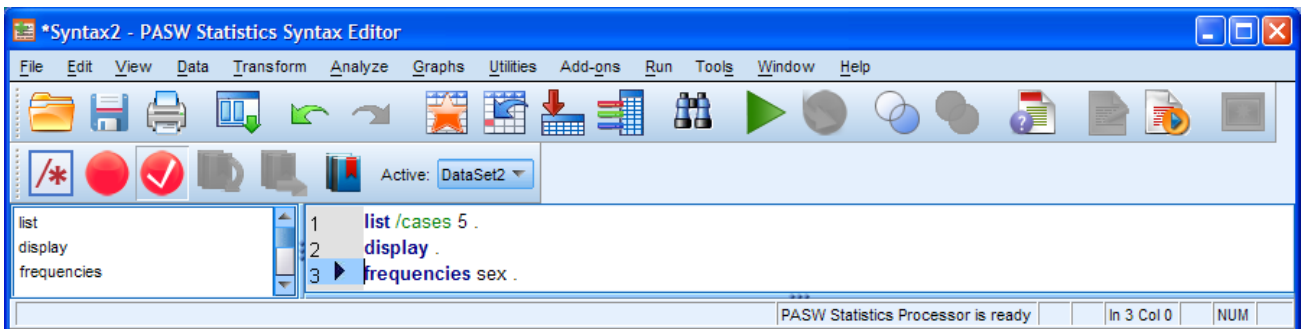 *Syntax2 - PASW Statistics Syntax Editor
File Edit View Data Transform Analyze Graphs Utilities Add-ons Run Tools Window Help
/*
Active: DataSet2
list
display
frequencies
1 list /cases 5 .
2 display .
3 frequencies sex .
PASW Statistics Processor is ready In 3 Col 0 NUM